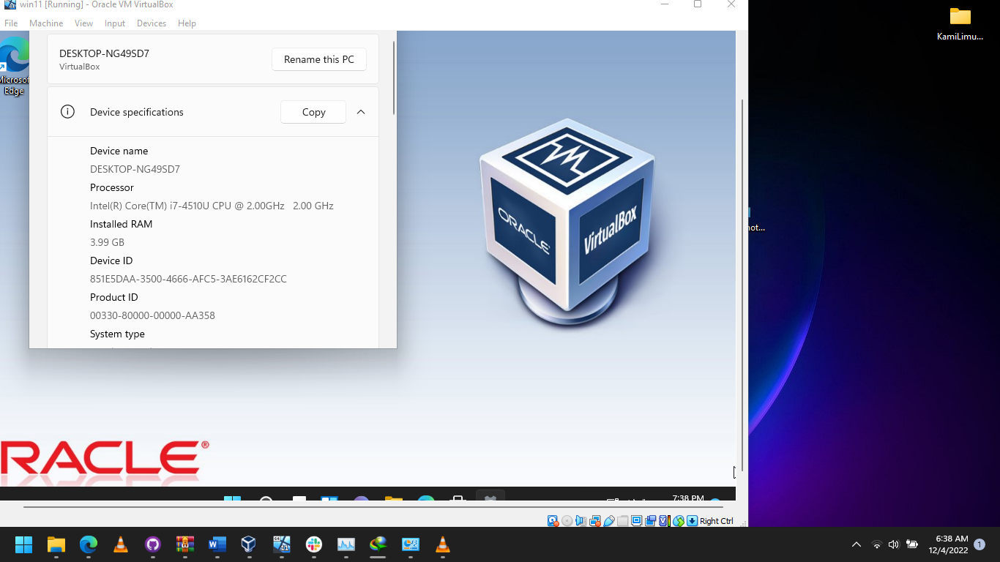 win11 [Running] - Oracle VM VirtualBox
File Machine View Input Devices Help
KamiLimu...
DESKTOP-NG49SD7
VirtualBox
Rename this PC
Microsof
Edge
Device specifications
Copy
Device name
DESKTOP-NG49SD7
Processor
Intel(R) Core(TM) i7-4510U CPU @ 2.00GHz 2.00 GHz
Installed RAM
3.99 GB
Device ID
851E5DAA-3500-4666-AFC5-3AE6162CF2CC
Product ID
00330-80000-00000-AA358
System type
ORACLE
VirtualBox
not...
RACLE®
7:38 PM
Right Ctrl
6:38 AM
12/4/2022
1